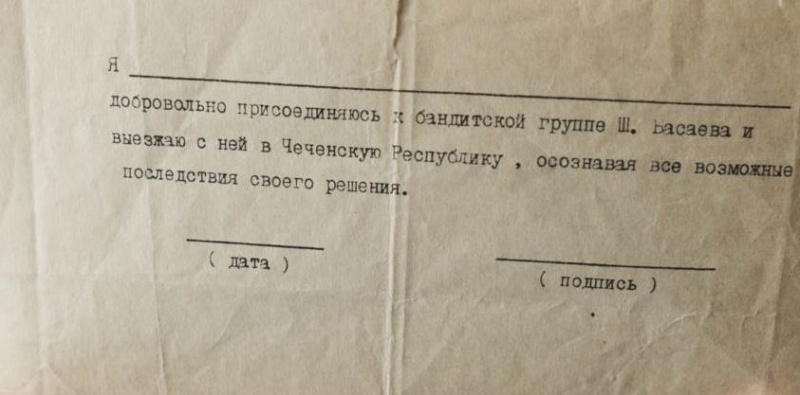 Я
добровольно присоединяюсь к бандитской группе Ш. Басаева и
выезжаю с ней в Чеченскую Республику , осознавая все возможные
последствия своего решения.
( дата )
( подпись )